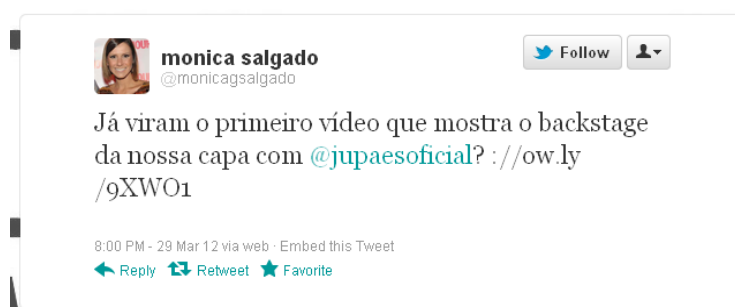 monica salgado
@monicagsalgado
Follow
Já viram o primeiro vídeo que mostra o backstage
da nossa capa com @jupaesoficial? ://ow.ly
/9XWO1
8:00 PM - 29 Mar 12 via web · Embed this Tweet
Reply Retweet Favorite